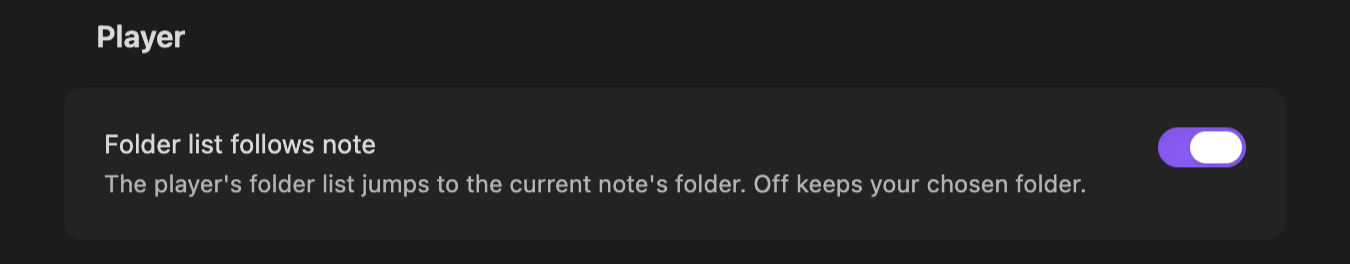 Player
Folder list follows note
The player's folder list jumps to the current note's folder. Off keeps your chosen folder.